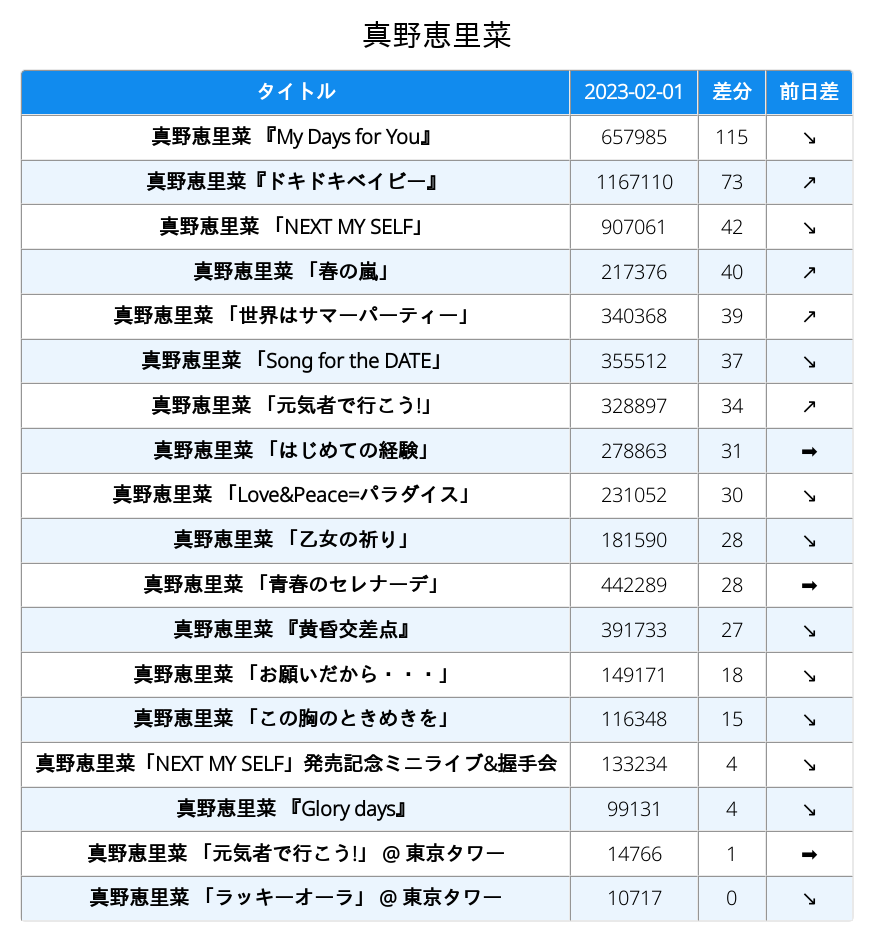 真野恵里菜
タイトル 2023-02-01 差分 前日差
真野恵里菜 『My Days for You』 657985 115 ↘
真野恵里菜『ドキドキベイビー』 1167110 73 ↗
真野恵里菜 「NEXT MY SELF」 907061 42 ↘
真野恵里菜 「春の嵐」 217376 40 ↗
真野恵里菜 「世界はサマーパーティー」 340368 39 ↗
真野恵里菜 「Song for the DATE」 355512 37 ↘
真野恵里菜 「元気者で行こう!」 328897 34 ↗
真野恵里菜 「はじめての経験」 278863 31 ➡
真野恵里菜 「Love&Peace=パラダイス」 231052 30 ↘
真野恵里菜 「乙女の祈り」 181590 28 ↘
真野恵里菜 「青春のセレナーデ」 442289 28 ➡
真野恵里菜 『黄昏交差点』 391733 27 ↘
真野恵里菜 「お願いだから・・・」 149171 18 ↘
真野恵里菜 「この胸のときめきを」 116348 15 ↘
真野恵里菜「NEXT MY SELF」発売記念ミニライブ&握手会 133234 4 ↘
真野恵里菜 『Glory days』 99131 4 ↘
真野恵里菜 「元気者で行こう!」 @ 東京タワー 14766 1 ➡
真野恵里菜 「ラッキーオーラ」 @ 東京タワー 10717 0 ↘